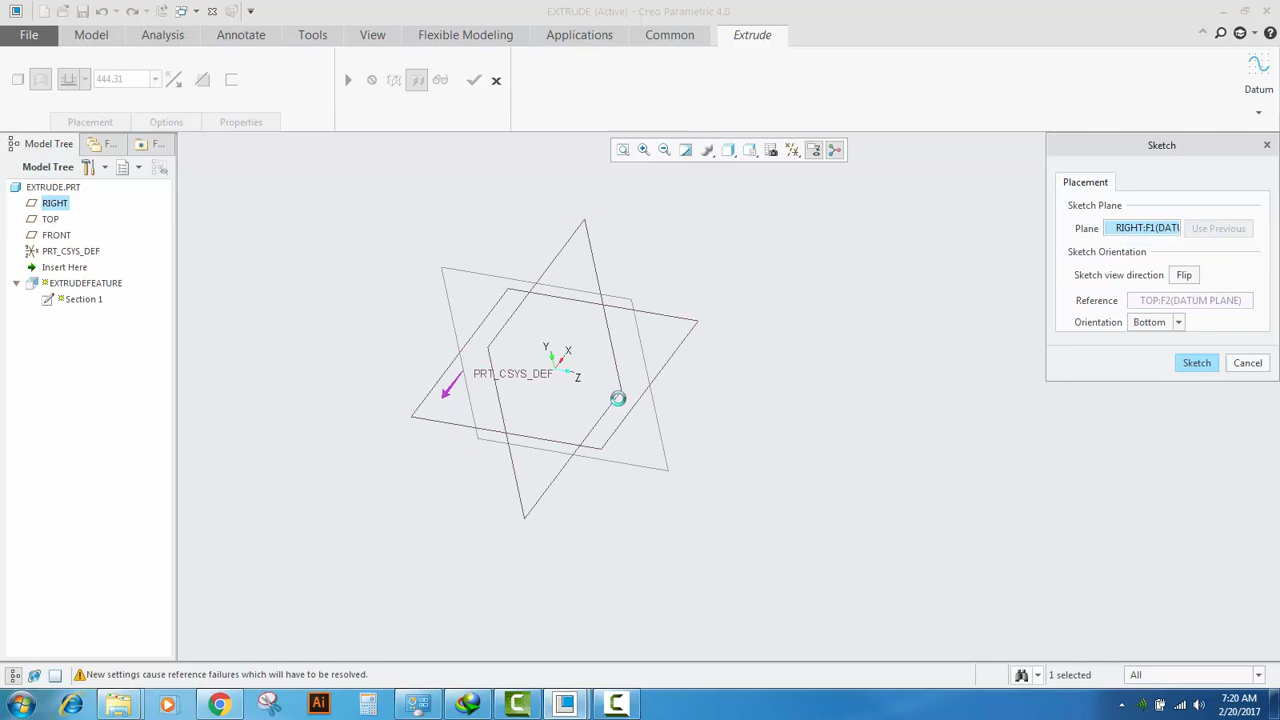 EXTRUDE (Active) - Creo Parametric 4.0
File Model Analysis Annotate Tools View Flexible Modeling Applications Common Extrude
444.31
Datum
Placement Options Properties
Model Tree F... F...
Model Tree
EXTRUDE.PRT
RIGHT
TOP
FRONT
PRT_CSYS_DEF
Insert Here
EXTRUDEFEATURE
Section 1
Y
X
Z
PRT_CSYS_DEF
Sketch
Placement
Sketch Plane
Plane RIGHT:F1(DATU Use Previous
Sketch Orientation
Sketch view direction Flip
Reference TOP:F2(DATUM PLANE)
Orientation Bottom
Sketch Cancel
New settings cause reference failures which will have to be resolved.
1 selected
All
Ai
7:20 AM
2/20/2017